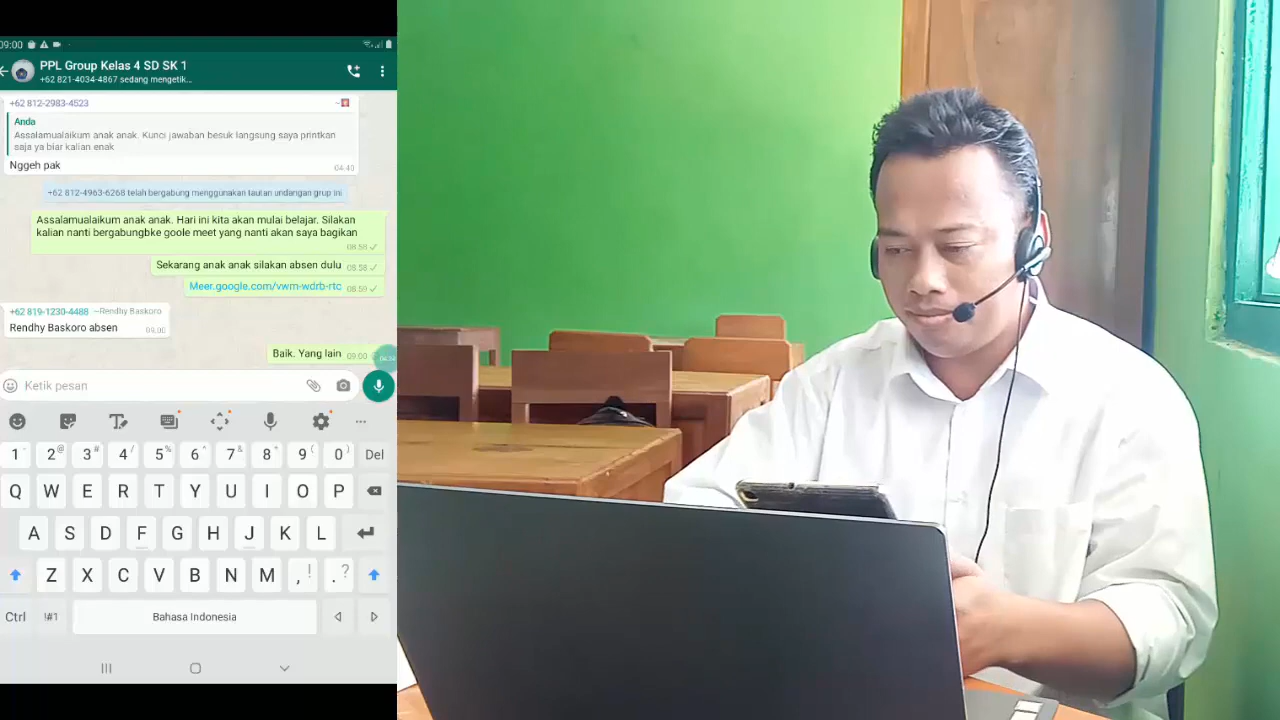 09:00
PPL Group Kelas 4 SD SK 1
+62 821-4034-4867 sedang mengetik...
+62 812-2983-4523
Anda
Assalamualaikum anak anak. Kunci jawaban besuk langsung saya printkan
saja ya biar kalian enak
Nggeh pak
04:40
+62 812-4963-6268 telah bergabung menggunakan tautan undangan grup ini
Assalamualaikum anak anak. Hari ini kita akan mulai belajar. Silakan
kalian nanti bergabungbke goole meet yang nanti akan saya bagikan
08:58
Sekarang anak anak silakan absen dulu 08:58
Meer.google.com/vwm-wdrb-rtc 08:59
+62 819-1230-4488 ~Rendhy Baskoro
Rendhy Baskoro absen 09:00
Baik. Yang lain 09:00
Ketik pesan
1 2 @ 3 # 4 / 5 % 6 ^ 7 & 8 * 9 ( 0 ) Del
Q W E R T Y U I O P
A S D F G H J K L
Z X C V B N M , ! . ?
Ctrl !#1 Bahasa Indonesia